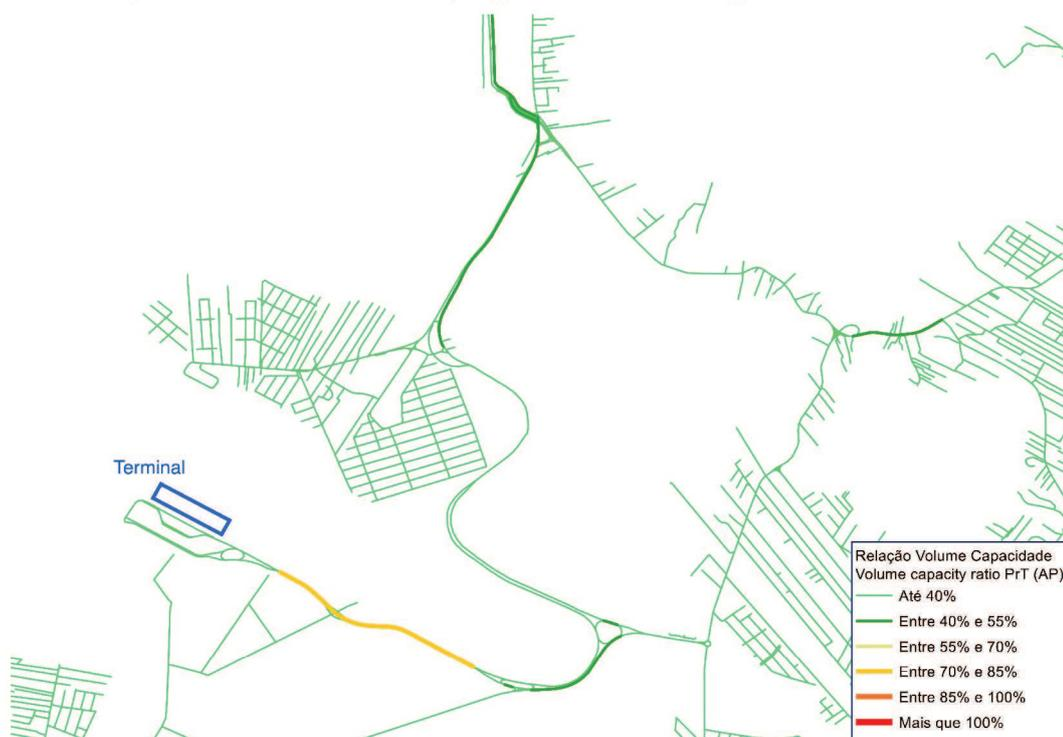 Terminal
Relação Volume Capacidade
Volume capacity ratio PrT (AP)
Até 40%
Entre 40% e 55%
Entre 55% e 70%
Entre 70% e 85%
Entre 85% e 100%
Mais que 100%